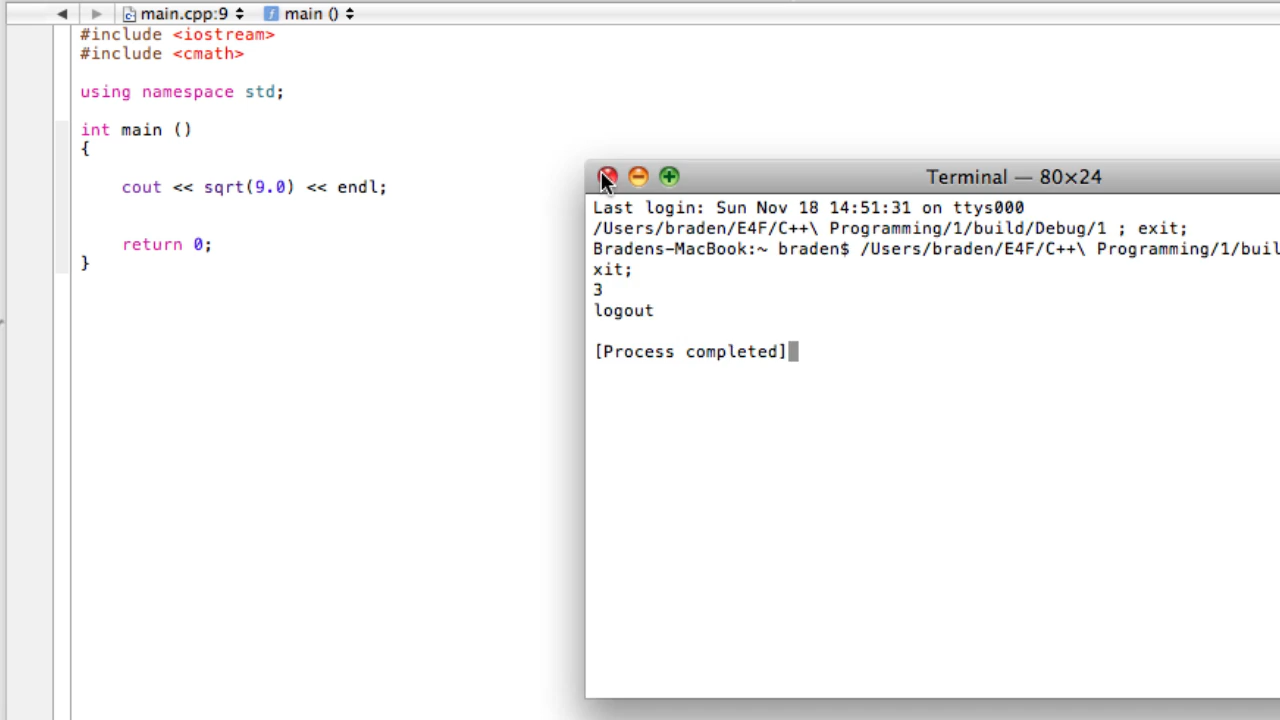 main.cpp:9 main ()
#include <iostream>
#include <cmath>
using namespace std;
int main ()
{
cout << sqrt(9.0) << endl;
return 0;
}
Terminal — 80×24
Last login: Sun Nov 18 14:51:31 on ttys000
/Users/braden/E4F/C++\ Programming/1/build/Debug/1 ; exit;
Bradens-MacBook:~ braden$ /Users/braden/E4F/C++\ Programming/1/buil
xit;
3
logout
[Process completed]